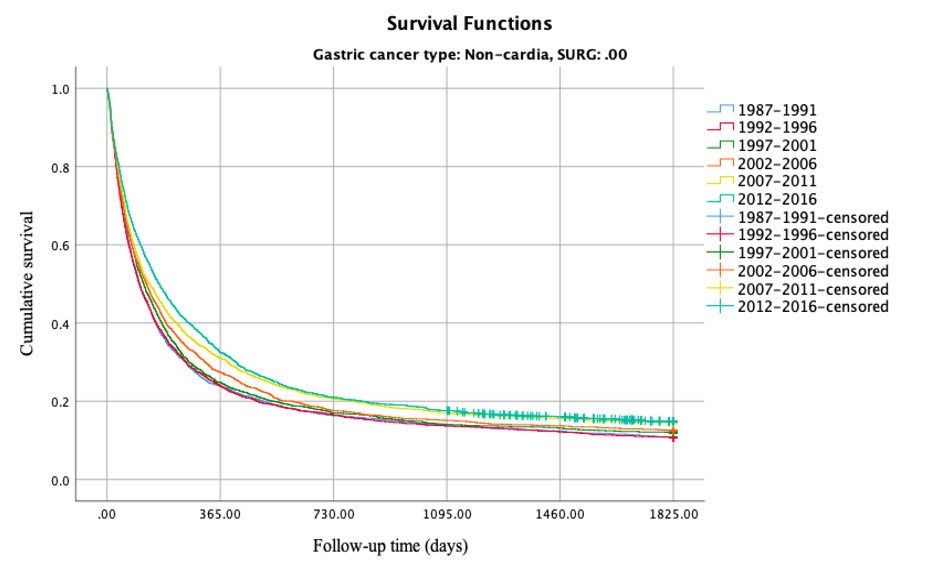 Survival Functions
Gastric cancer type: Non-cardia, SURG: .00
1.0
0.8
0.6
0.4
0.2
0.0
Cumulative survival
.00 365.00 730.00 1095.00 1460.00 1825.00
Follow-up time (days)
1987-1991
1992-1996
1997-2001
2002-2006
2007-2011
2012-2016
1987-1991-censored
1992-1996-censored
1997-2001-censored
2002-2006-censored
2007-2011-censored
2012-2016-censored